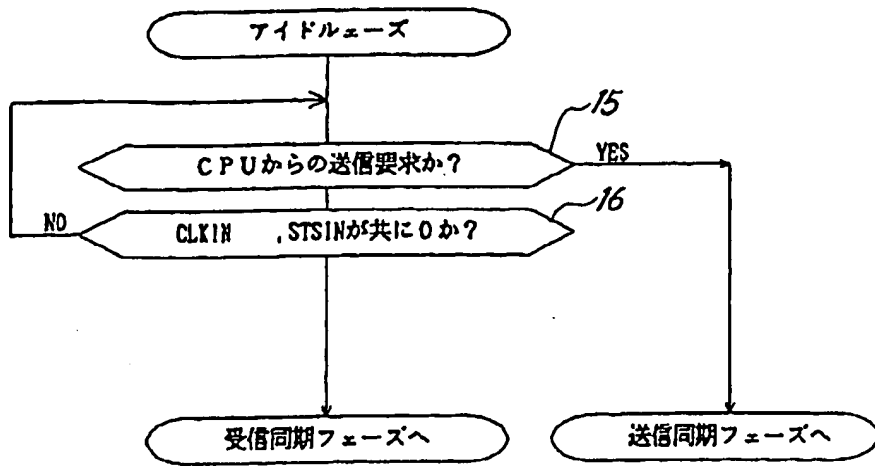 アイドルェーズ
15
CPUからの送信要求か?
YES
16
NO
CLKIN ,STSINが共に0か?
受信同期フェーズへ
送信同期フェーズへ